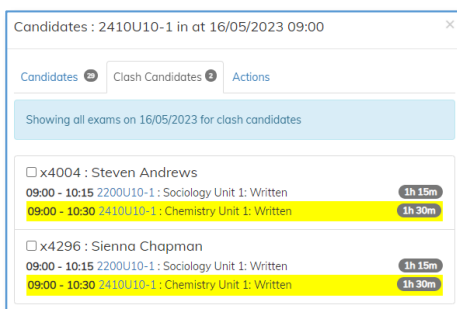 Candidates : 2410U10-1 in at 16/05/2023 09:00 ×
Candidates 29 Clash Candidates 2 Actions
Showing all exams on 16/05/2023 for clash candidates
x4004 : Steven Andrews
09:00 - 10:15 2200U10-1 : Sociology Unit 1: Written 1h 15m
09:00 - 10:30 2410U10-1 : Chemistry Unit 1: Written 1h 30m
x4296 : Sienna Chapman
09:00 - 10:15 2200U10-1 : Sociology Unit 1: Written 1h 15m
09:00 - 10:30 2410U10-1 : Chemistry Unit 1: Written 1h 30m